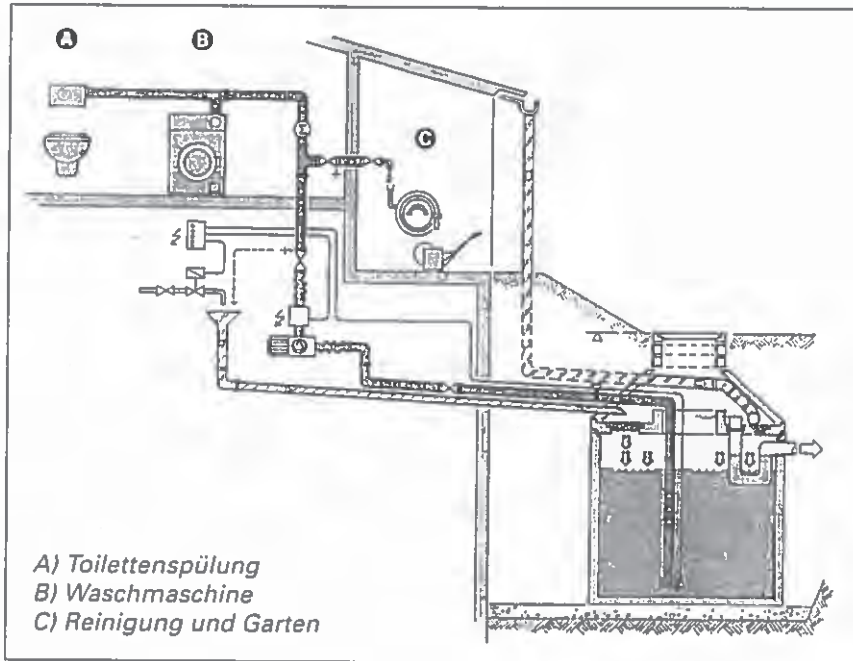 A
B
C
A) Toilettenspülung
B) Waschmaschine
C) Reinigung und Garten